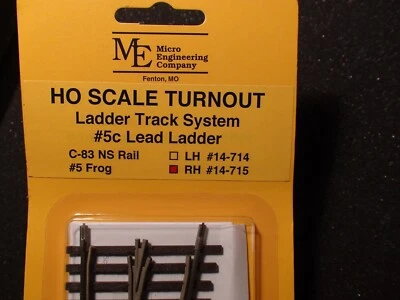 ME
Micro
Engineering
Company
Fenton, MO
HO SCALE TURNOUT
Ladder Track System
#5c Lead Ladder
C-83 NS Rail LH #14-714
#5 Frog RH #14-715